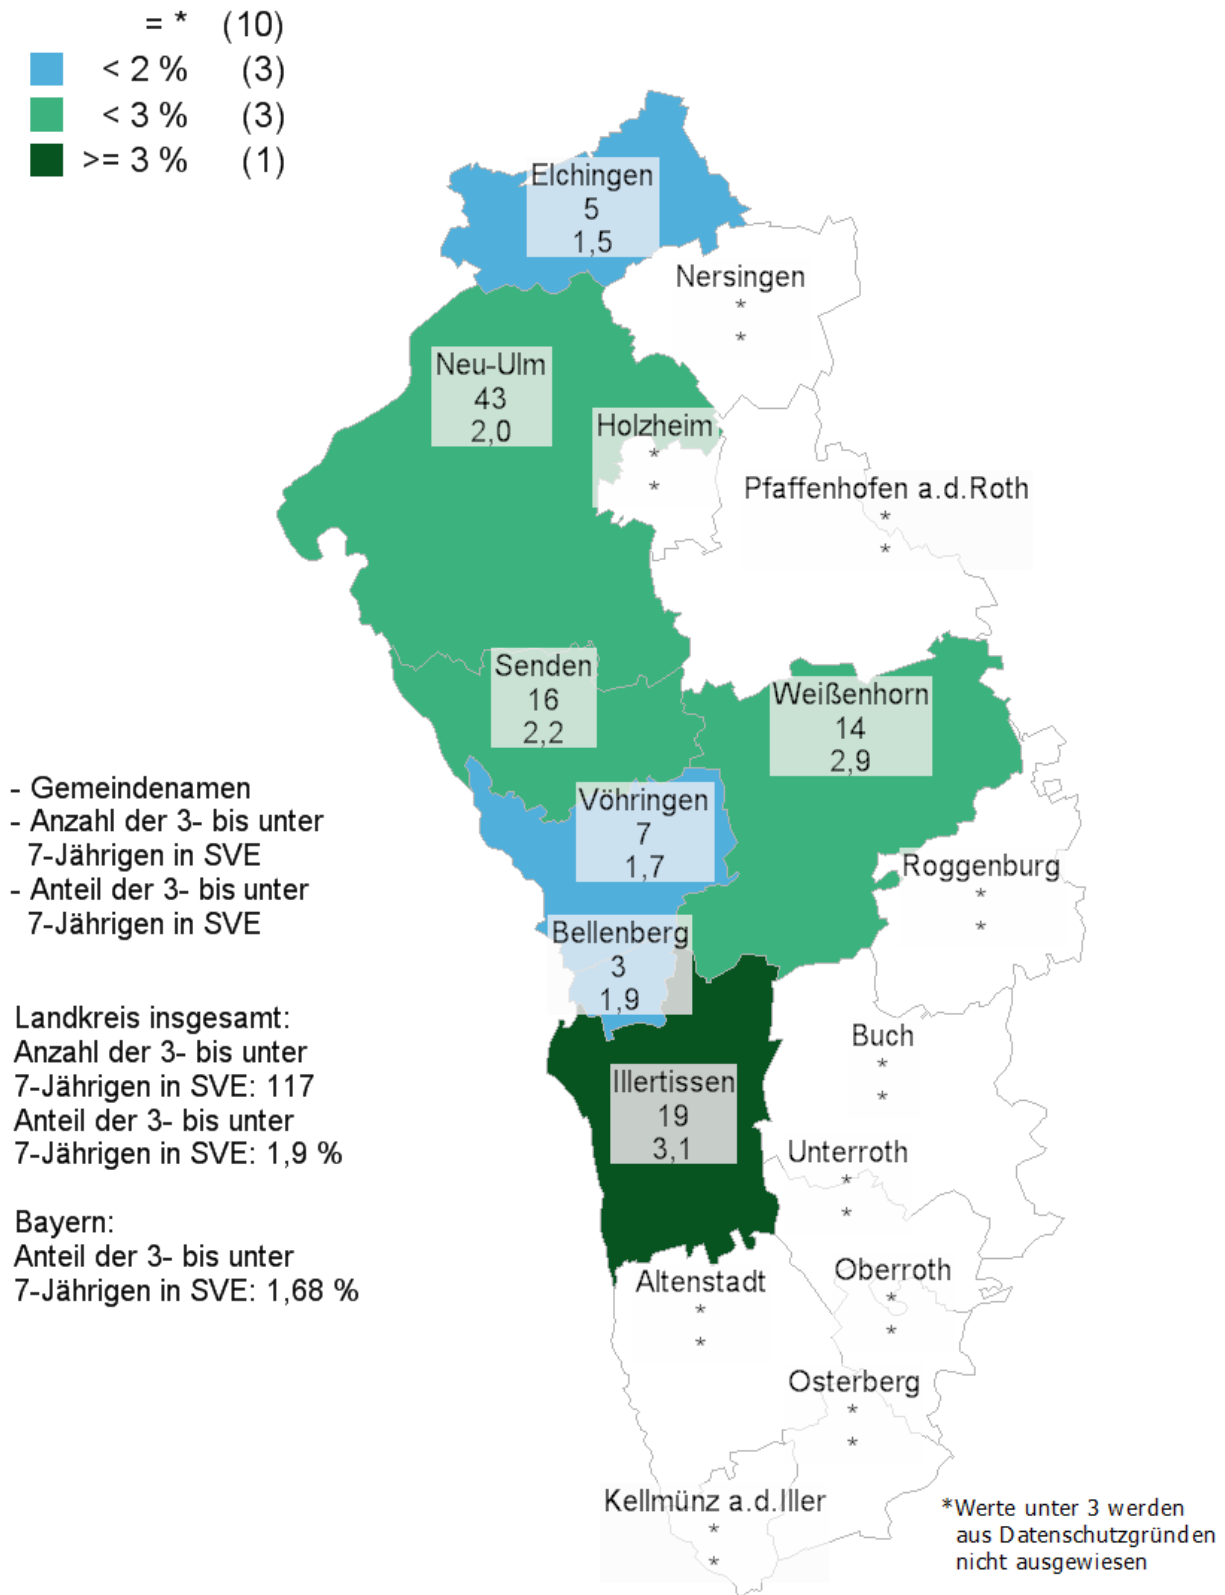 = * (10)
< 2 % (3)
< 3 % (3)
>= 3 % (1)
Elchingen
5
1,5
Nersingen
*
*
Neu-Ulm
43
2,0
Holzheim
*
*
Pfaffenhofen a.d.Roth
*
*
Senden
16
2,2
Weißenhorn
14
2,9
- Gemeindenamen
- Anzahl der 3- bis unter
7-Jährigen in SVE
- Anteil der 3- bis unter
7-Jährigen in SVE
Vöhringen
7
1,7
Roggenburg
*
*
Bellenberg
3
1,9
Landkreis insgesamt:
Anzahl der 3- bis unter
7-Jährigen in SVE: 117
Anteil der 3- bis unter
7-Jährigen in SVE: 1,9 %
Buch
*
*
Illertissen
19
3,1
Unterroth
*
*
Bayern:
Anteil der 3- bis unter
7-Jährigen in SVE: 1,68 %
Oberroth
*
*
Altenstadt
*
*
Osterberg
*
*
Kellmünz a.d.Iller
*
*
*Werte unter 3 werden
aus Datenschutzgründen
nicht ausgewiesen